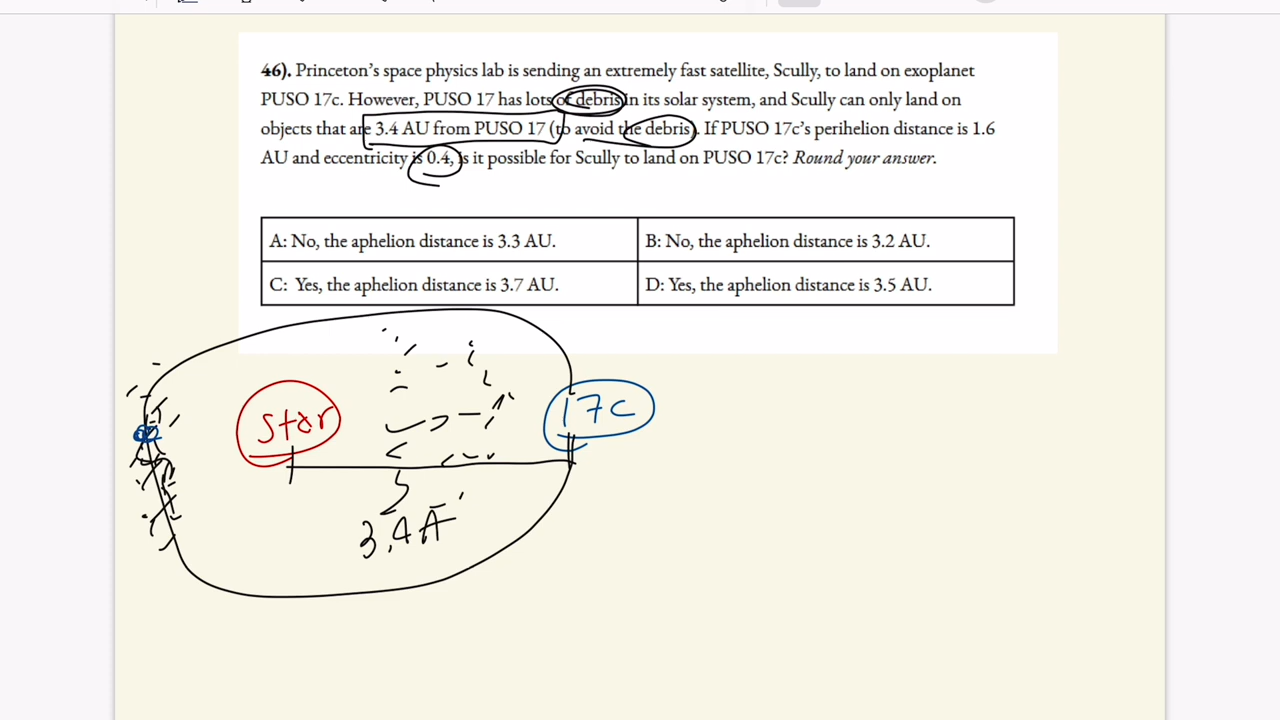 46). Princeton's space physics lab is sending an extremely fast satellite, Scully, to land on exoplanet
PUSO 17c. However, PUSO 17 has lots of debris in its solar system, and Scully can only land on
objects that are 3.4 AU from PUSO 17 (to avoid the debris). If PUSO 17c's perihelion distance is 1.6
AU and eccentricity is 0.4, is it possible for Scully to land on PUSO 17c? Round your answer.
A: No, the aphelion distance is 3.3 AU.
B: No, the aphelion distance is 3.2 AU.
C: Yes, the aphelion distance is 3.7 AU.
D: Yes, the aphelion distance is 3.5 AU.
Star
17c
3.4 A